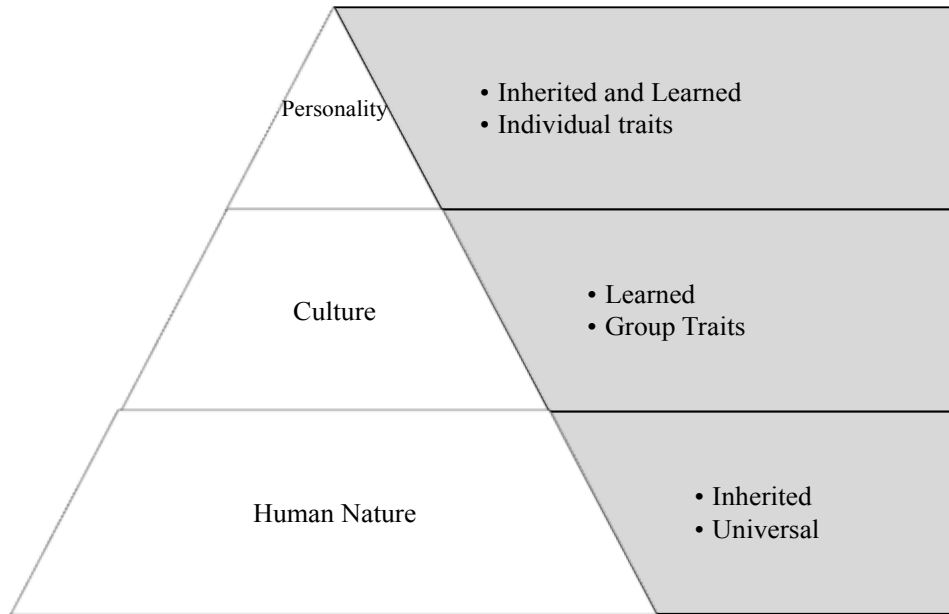 Personality
• Inherited and Learned
• Individual traits
Culture
• Learned
• Group Traits
Human Nature
• Inherited
• Universal